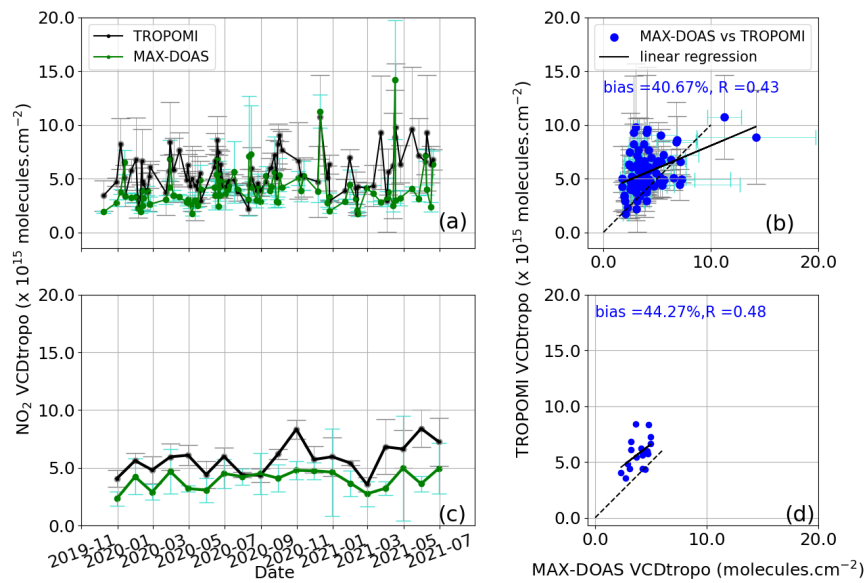 20.0
15.0
10.0
5.0
0.0
TROPOMI
MAX-DOAS
(a)
20.0
15.0
10.0
5.0
0.0
MAX-DOAS vs TROPOMI
linear regression
bias =40.67%, R =0.43
(b)
0.0
10.0
20.0
NO₂ VCDtropo (x 10¹⁵ molecules.cm⁻²)
TROPOMI VCDtropo (x 10¹⁵ molecules.cm⁻²)
20.0
15.0
10.0
5.0
0.0
(c)
2019-11
2020-01
2020-03
2020-05
2020-07
2020-09
2020-11
2021-01
2021-03
2021-05
2021-07
Date
20.0
15.0
10.0
5.0
0.0
bias =44.27%,R =0.48
(d)
0.0
10.0
20.0
MAX-DOAS VCDtropo (molecules.cm⁻²)